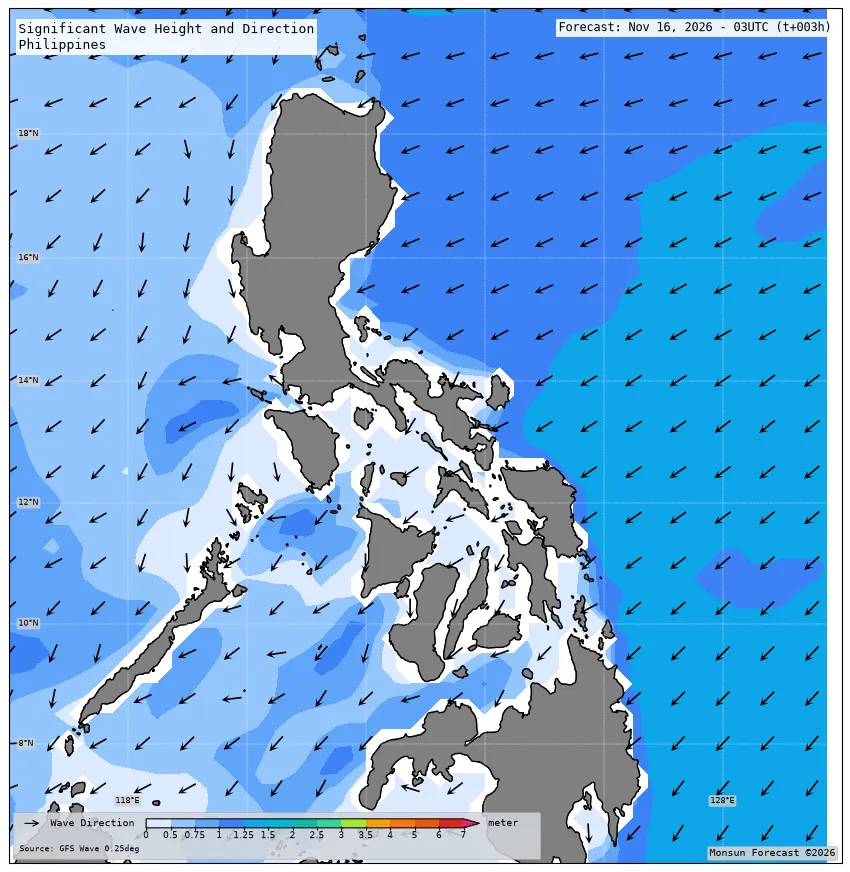 Significant Wave Height and Direction
Philippines
Forecast: Nov 16, 2026 - 03UTC (t+003h)
18°N
16°N
14°N
12°N
10°N
8°N
118°E
128°E
Wave Direction
0 0.5 0.75 1 1.25 1.5 2 2.5 3 3.5 4 5 6 7
meter
Source: GFS Wave 0.25deg
Monsun Forecast ©2026